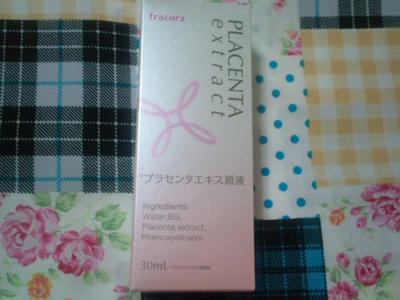 fracora
PLACENTA
extract
*プラセンタエキス原液
Ingredients:
Water, BG,
Placenta extract,
Phenoxyethanol.
30mL